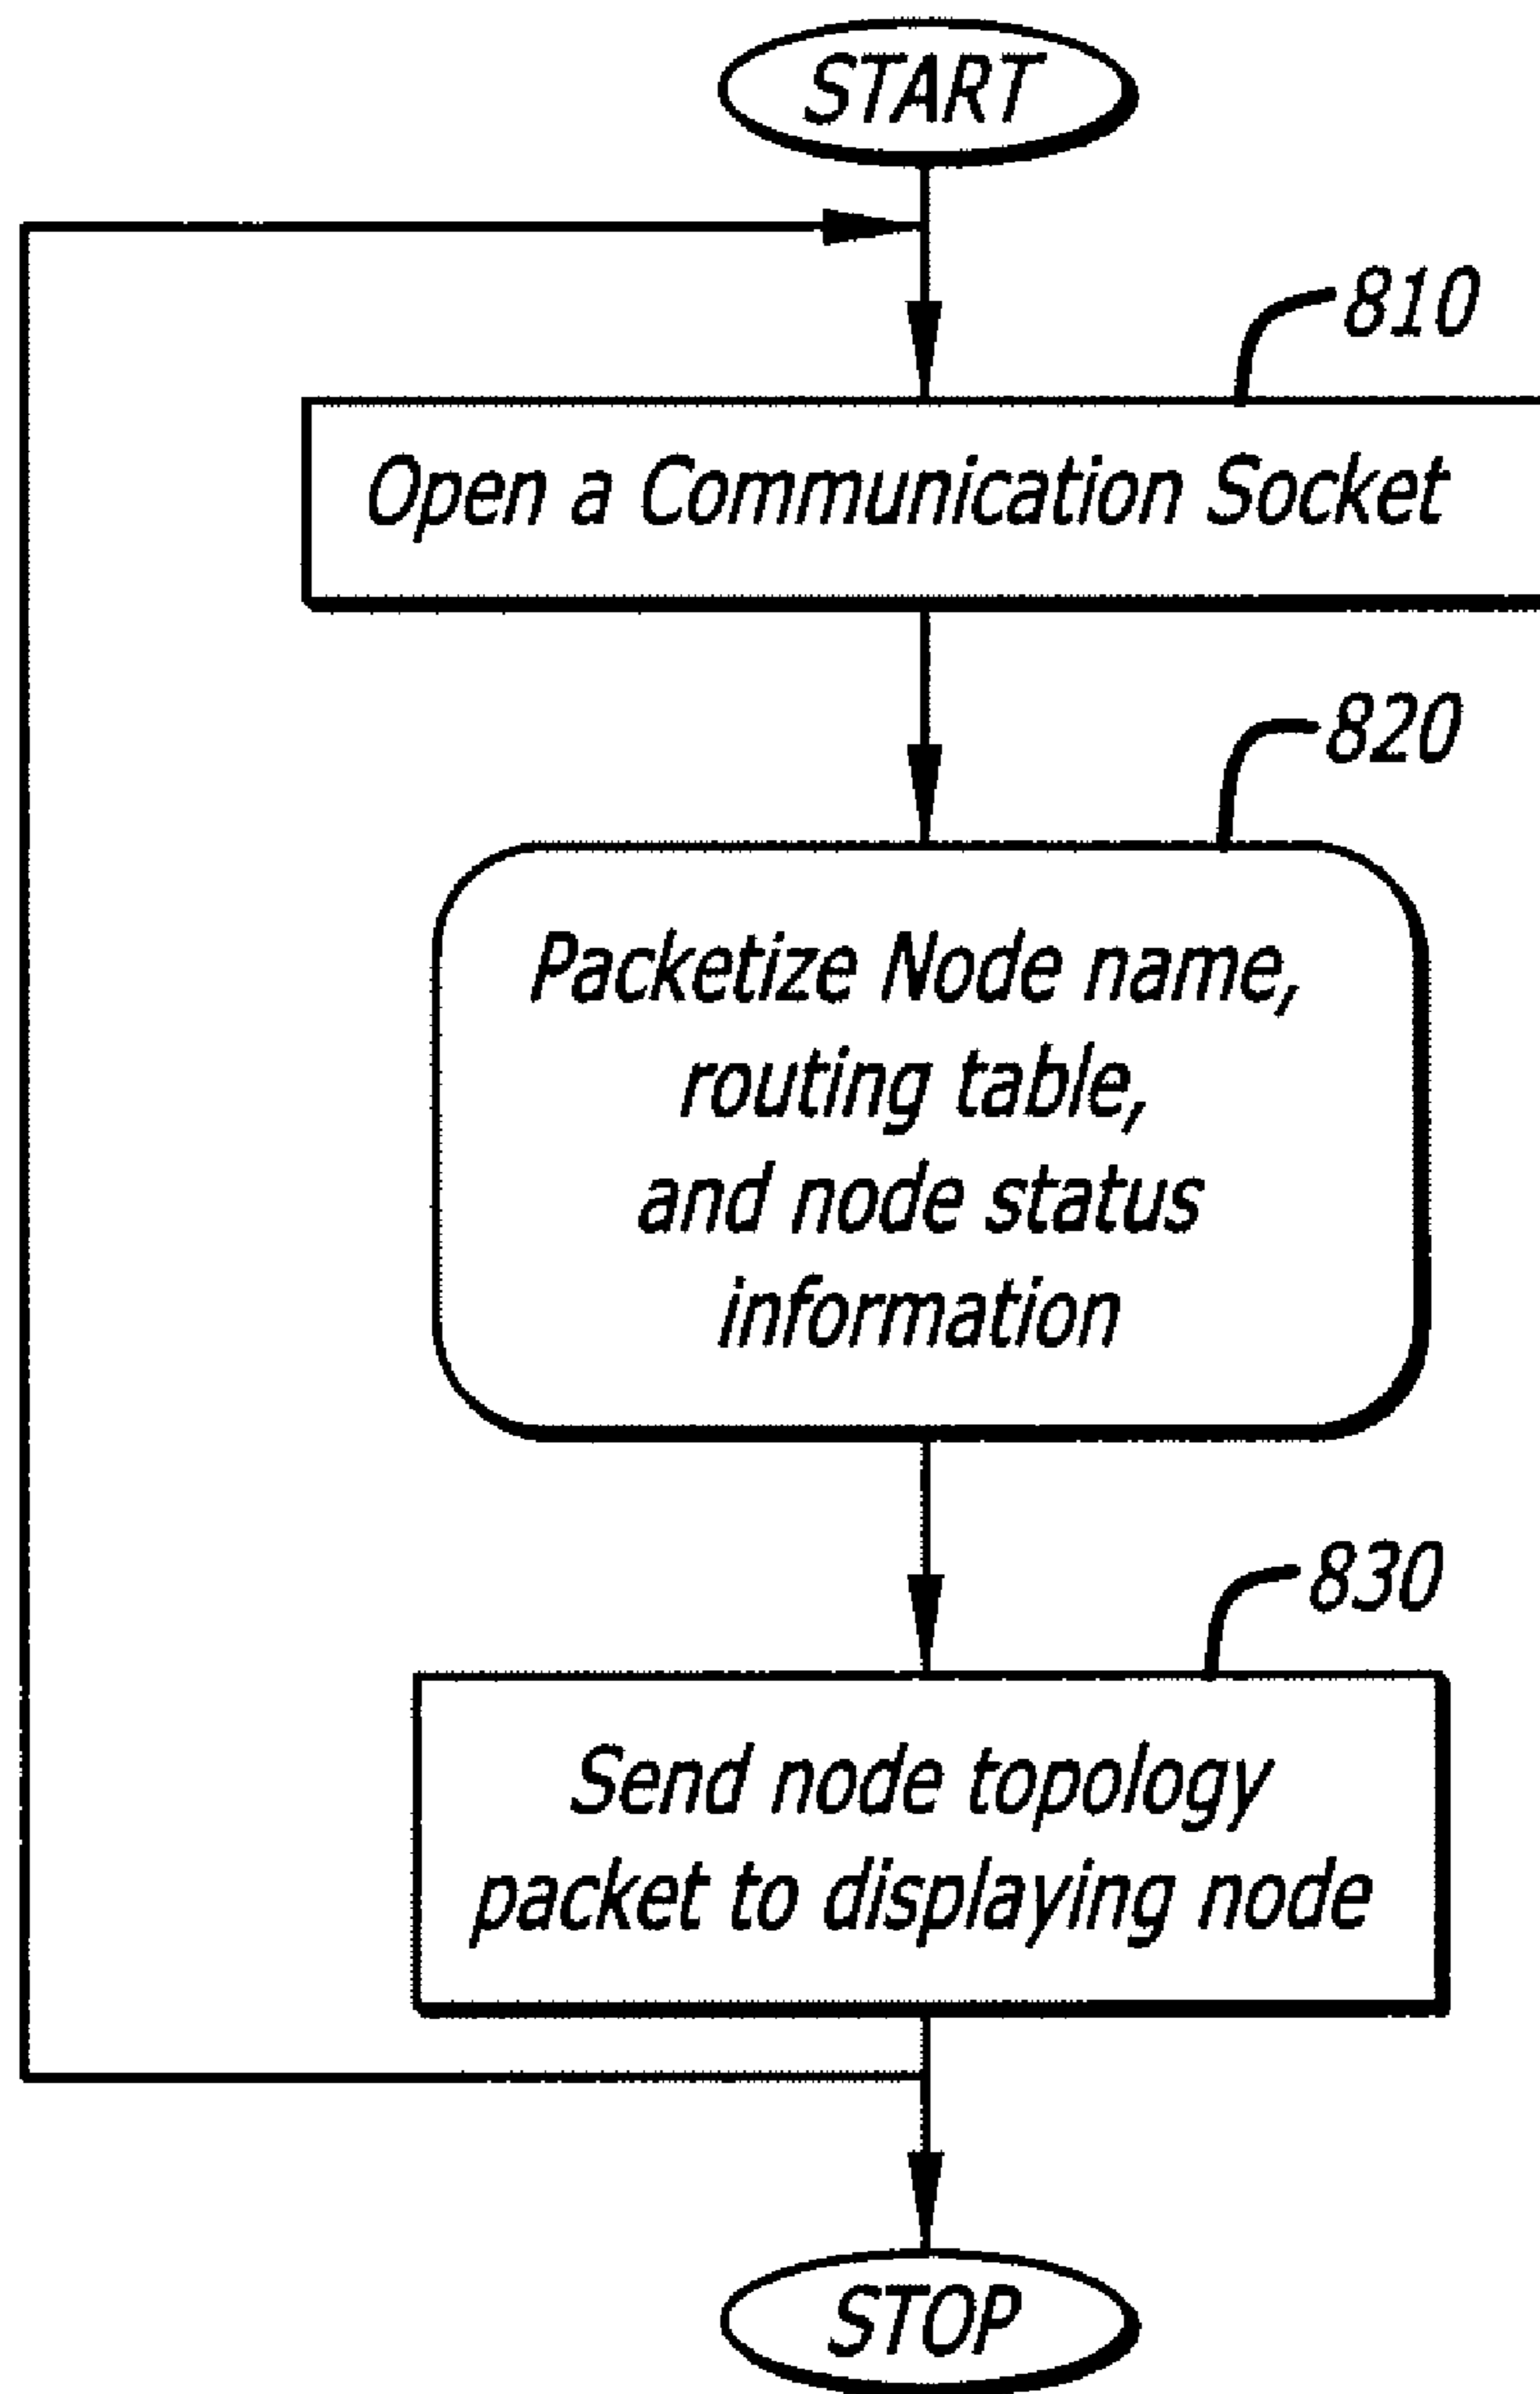 START
810
Open a Communication Socket
820
Packetize Node name,
routing table,
and node status
information
830
Send node topology
packet to displaying node
STOP